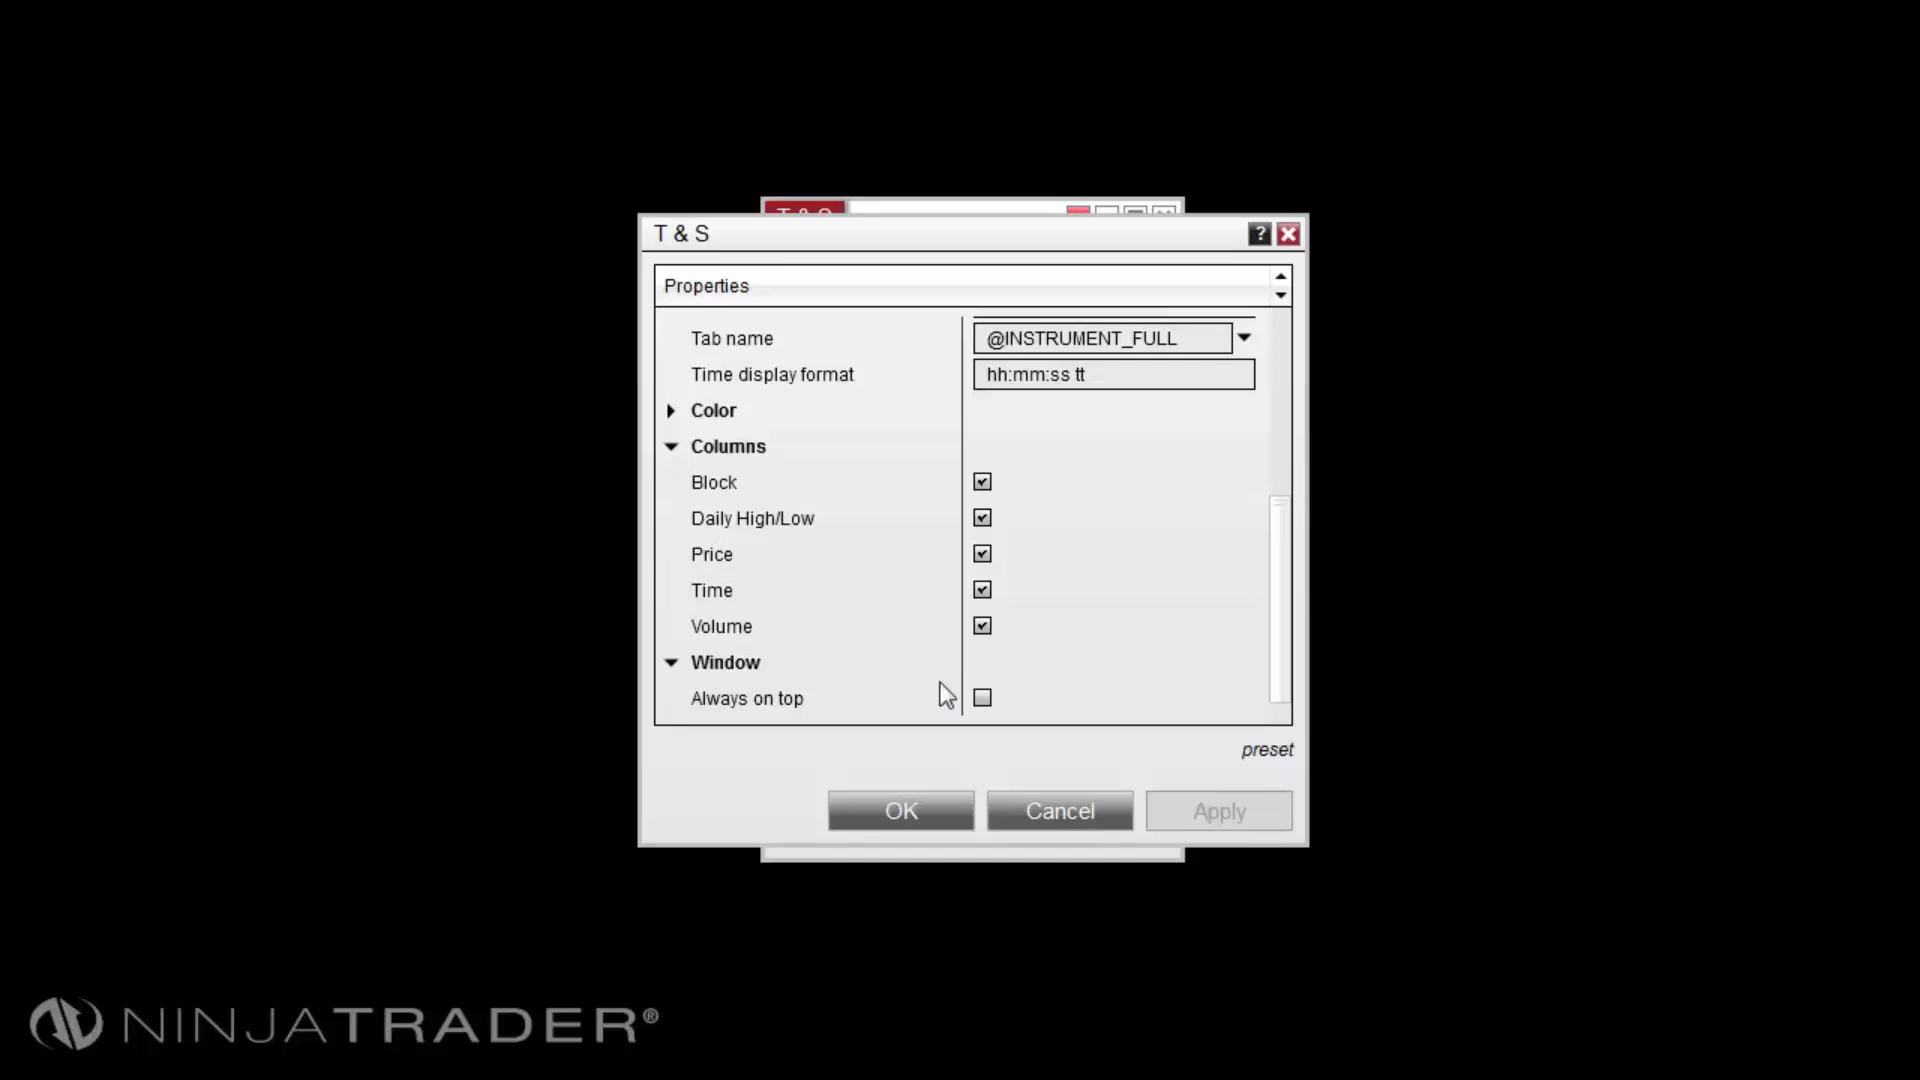 T & S
T & S
?
Properties
Tab name @INSTRUMENT_FULL
Time display format hh:mm:ss tt
Color
Columns
Block
Daily High/Low
Price
Time
Volume
Window
Always on top
preset
OK Cancel Apply
NINJATRADER®